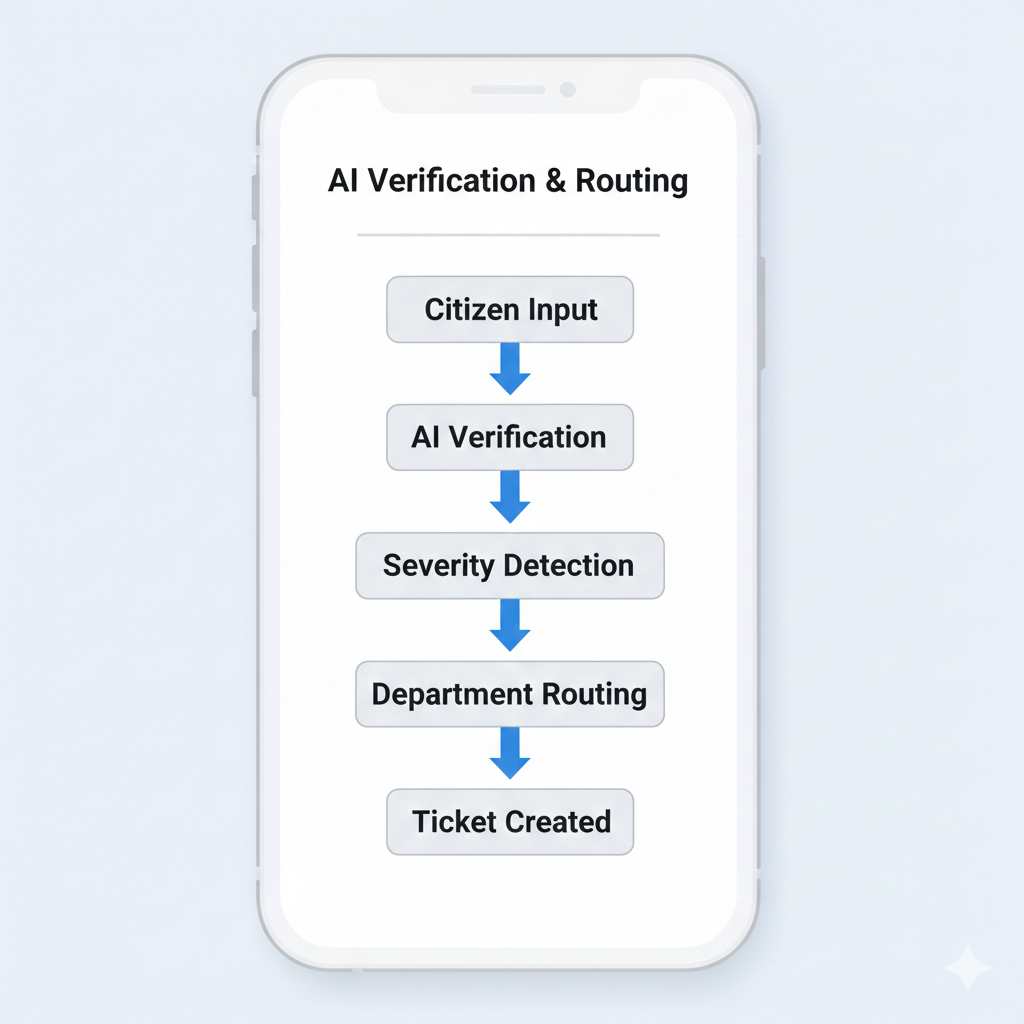 AI Verification & Routing
Citizen Input
AI Verification
Severity Detection
Department Routing
Ticket Created